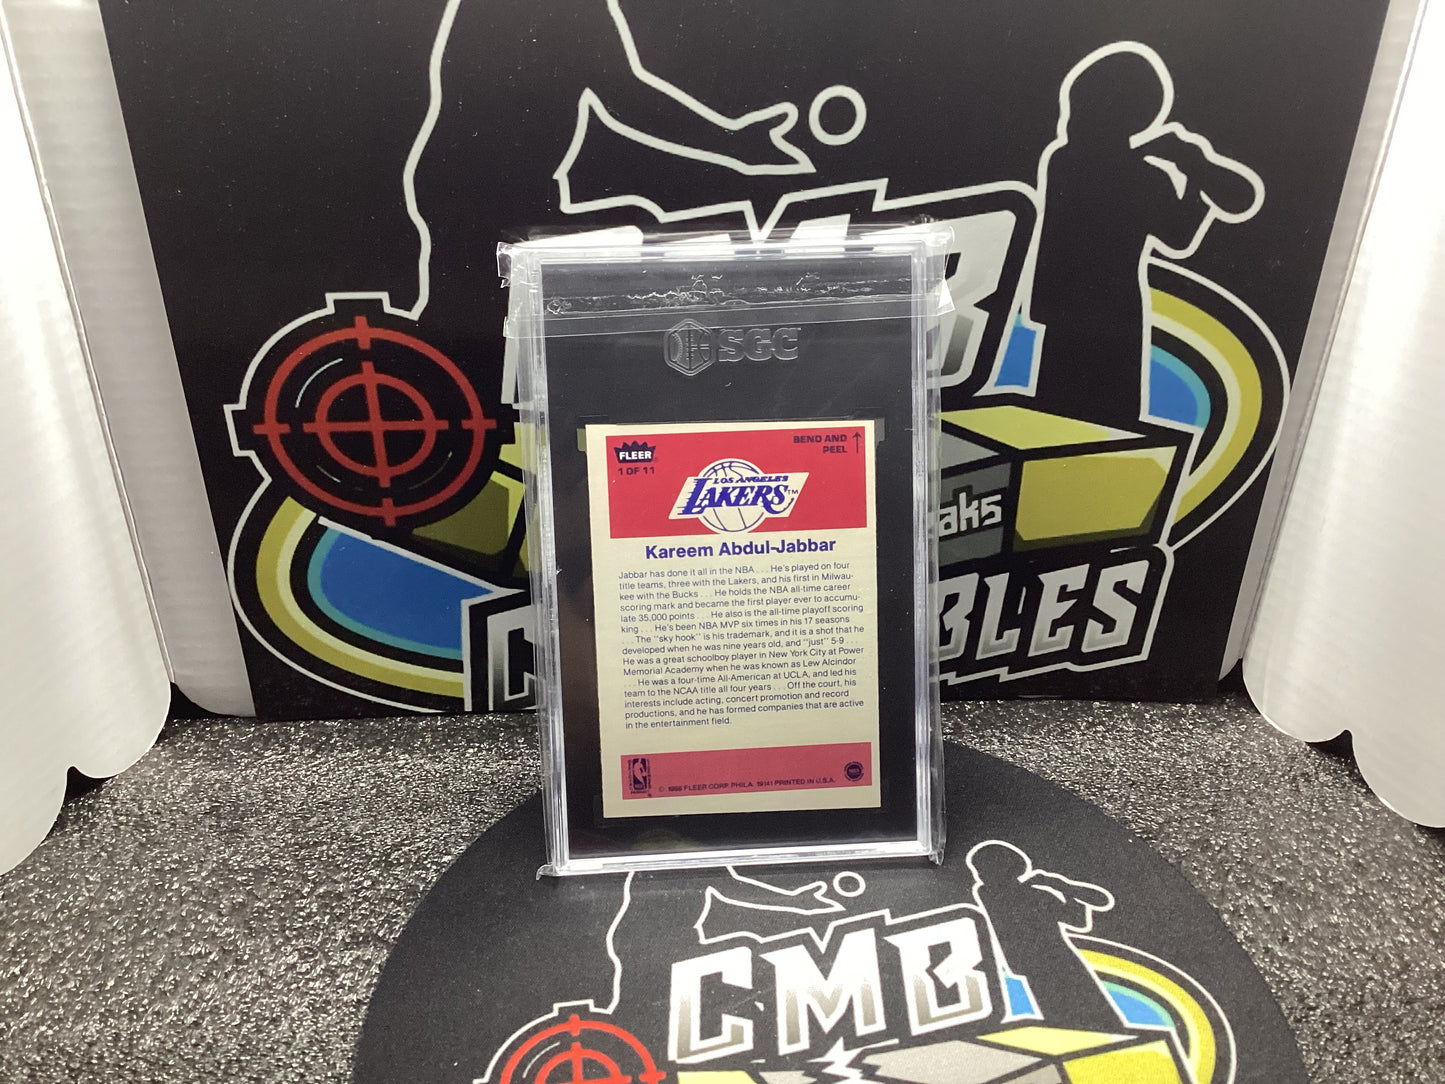 SGC
FLEER
1 OF 11
BEND AND
PEEL
LOS ANGELES
LAKERS™
Kareem Abdul-Jabbar
Jabbar has done it all in the NBA . . . He's played on four
title teams, three with the Lakers, and his first in Milwau-
kee with the Bucks . . . He holds the NBA all-time career
scoring mark and became the first player ever to accumu-
late 35,000 points . . . He also is the all-time playoff scoring
king . . . He's been NBA MVP six times in his 17 seasons
. . . The "sky hook" is his trademark, and it is a shot that he
developed when he was nine years old, and "just" 5-9 . . .
He was a great schoolboy player in New York City at Power
Memorial Academy when he was known as Lew Alcindor
. . . He was a four-time All-American at UCLA, and led his
team to the NCAA title all four years . . . Off the court, his
interests include acting, concert promotion and record
productions, and he has formed companies that are active
in the entertainment field.
© 1986 FLEER CORP. PHILA. 19141 PRINTED IN U.S.A.
aks
BLES
CMB